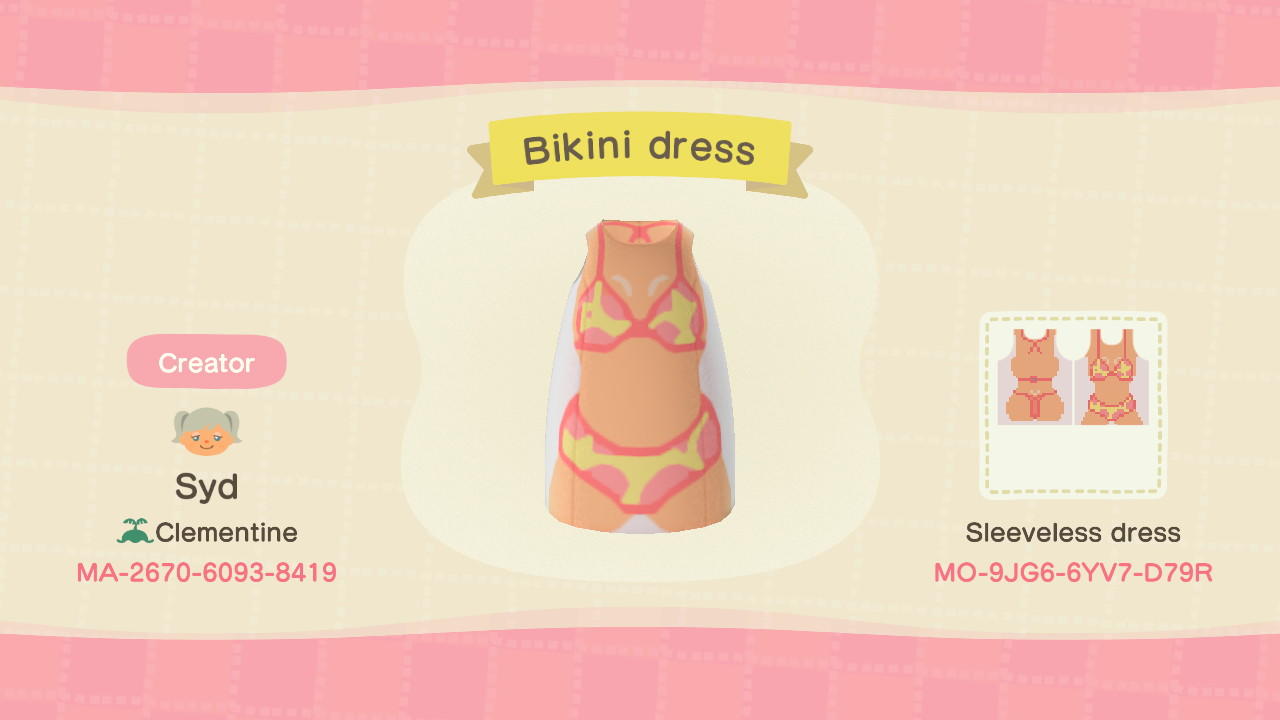 Bikini dress
Creator
Syd
Clementine
MA-2670-6093-8419
Sleeveless dress
MO-9JG6-6YV7-D79R